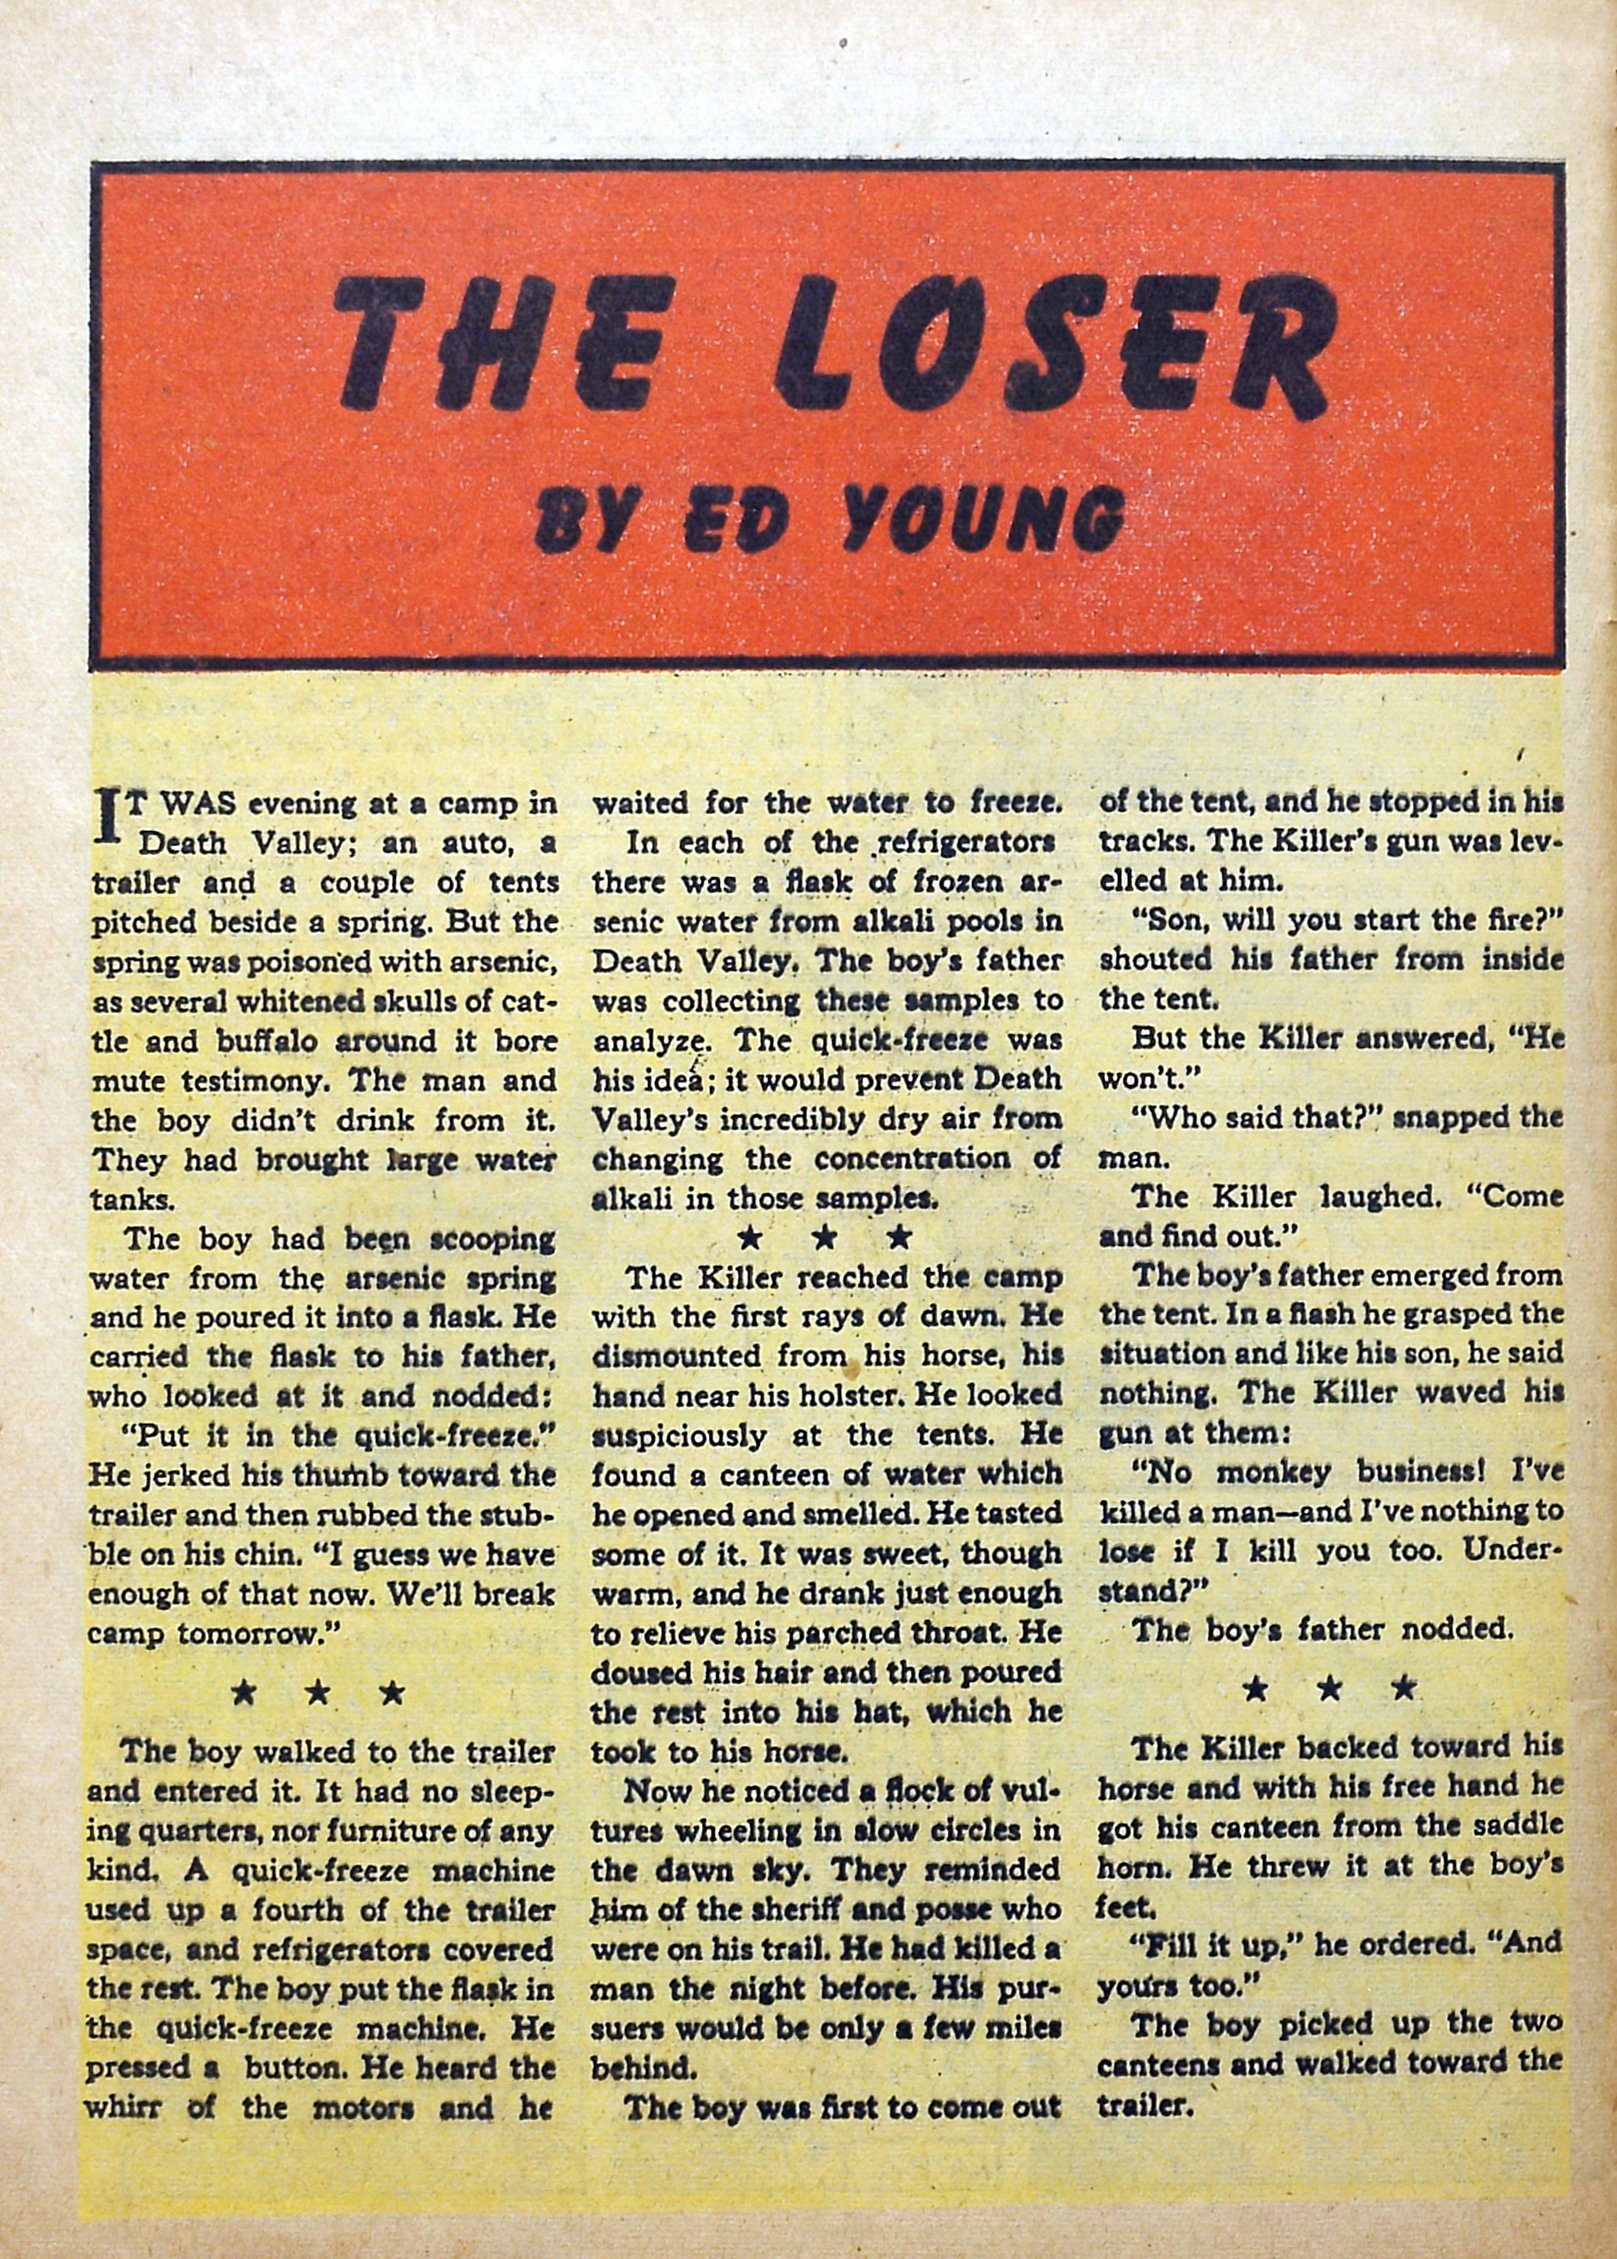 THE LOSER
BY ED YOUNG
IT WAS evening at a camp in
Death Valley; an auto, a
trailer and a couple of tents
pitched beside a spring. But the
spring was poisoned with arsenic,
as several whitened skulls of cat-
tle and buffalo around it bore
mute testimony. The man and
the boy didn't drink from it.
They had brought large water
tanks.
The boy had been scooping
water from the arsenic spring
and he poured it into a flask. He
carried the flask to his father,
who looked at it and nodded:
"Put it in the quick-freeze."
He jerked his thumb toward the
trailer and then rubbed the stub-
ble on his chin. "I guess we have
enough of that now. We'll break
camp tomorrow."
★ ★ ★
The boy walked to the trailer
and entered it. It had no sleep-
ing quarters, nor furniture of any
kind. A quick-freeze machine
used up a fourth of the trailer
space, and refrigerators covered
the rest. The boy put the flask in
the quick-freeze machine. He
pressed a button. He heard the
whirr of the motors and he
waited for the water to freeze.
In each of the refrigerators
there was a flask of frozen ar-
senic water from alkali pools in
Death Valley. The boy's father
was collecting these samples to
analyze. The quick-freeze was
his idea; it would prevent Death
Valley's incredibly dry air from
changing the concentration of
alkali in those samples.
★ ★ ★
The Killer reached the camp
with the first rays of dawn. He
dismounted from his horse, his
hand near his holster. He looked
suspiciously at the tents. He
found a canteen of water which
he opened and smelled. He tasted
some of it. It was sweet, though
warm, and he drank just enough
to relieve his parched throat. He
doused his hair and then poured
the rest into his hat, which he
took to his horse.
Now he noticed a flock of vul-
tures wheeling in slow circles in
the dawn sky. They reminded
him of the sheriff and posse who
were on his trail. He had killed a
man the night before. His pur-
suers would be only a few miles
behind.
The boy was first to come out
of the tent, and he stopped in his
tracks. The Killer's gun was lev-
elled at him.
"Son, will you start the fire?"
shouted his father from inside
the tent.
But the Killer answered, "He
won't."
"Who said that?" snapped the
man.
The Killer laughed. "Come
and find out."
The boy's father emerged from
the tent. In a flash he grasped the
situation and like his son, he said
nothing. The Killer waved his
gun at them:
"No monkey business! I've
killed a man—and I've nothing to
lose if I kill you too. Under-
stand?"
The boy's father nodded.
★ ★ ★
The Killer backed toward his
horse and with his free hand he
got his canteen from the saddle
horn. He threw it at the boy's
feet.
"Fill it up," he ordered. "And
yours too."
The boy picked up the two
canteens and walked toward the
trailer.